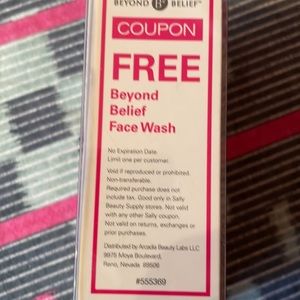 BEYOND BB BELIEF™
COUPON
FREE
Beyond
Belief
Face Wash
No Expiration Date.
Limit one per customer.
Void if reproduced or prohibited.
Non-transferable.
Required purchase does not
include tax. Good only in Sally
Beauty Supply stores. Not valid
with any other Sally coupon.
Not valid on returns, exchanges or
prior purchases.
Distributed by Arcadia Beauty Labs LLC
9975 Moya Boulevard,
Reno, Nevada 89506
#555369